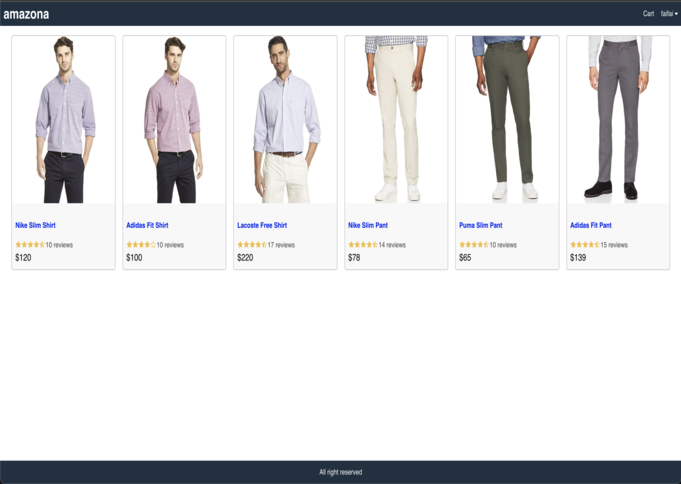 amazona
Cart faifai ▾
Nike Slim Shirt
10 reviews
$120
Adidas Fit Shirt
10 reviews
$100
Lacoste Free Shirt
17 reviews
$220
Nike Slim Pant
14 reviews
$78
Puma Slim Pant
10 reviews
$65
Adidas Fit Pant
15 reviews
$139
All right reserved